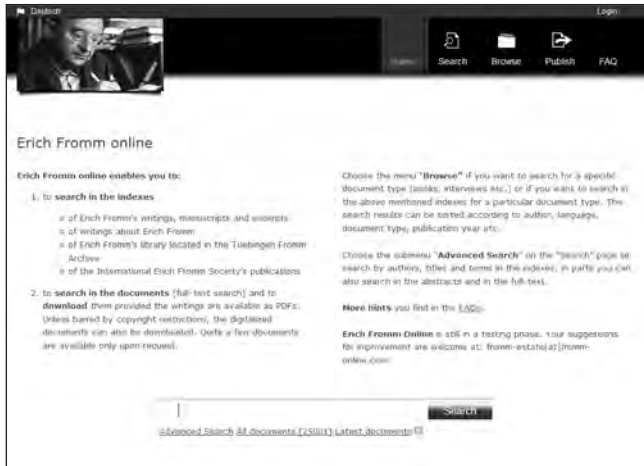 Deutsch
Login
Home
Search
Browse
Publish
FAQ
Erich Fromm online
Erich Fromm online enables you to:
1. to search in the indexes
of Erich Fromm's writings, manuscripts and excerpts
of writings about Erich Fromm
of Erich Fromm's library located in the Tuebingen Fromm
Archive
of the International Erich Fromm Society's publications
2. to search in the documents (full-text search) and to
download them provided the writings are available as PDFs.
Unless barred by copyright restrictions, the digitalized
documents can also be downloaded. Quite a few documents
are available only upon request.
Choose the menu "Browse" if you want to search for a specific
document type (books, interviews etc.) or if you want to search in
the above mentioned indexes for a particular document type. The
search results can be sorted according to author, language,
document type, publication year etc.
Choose the submenu "Advanced Search" on the "Search" page to
search by authors, titles and terms in the indexes, in parts you can
also search in the abstracts and in the full text.
More hints you find in the FAQs.
Erich Fromm Online is still in a testing phase. Your suggestions
for improvement are welcome at: fromm-estate[at]fromm-
online.com
Search
Advanced Search All documents Latest documents